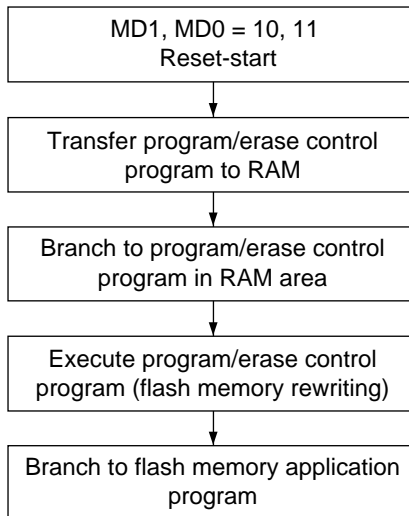 MD1, MD0 = 10, 11
Reset-start
Transfer program/erase control
program to RAM
Branch to program/erase control
program in RAM area
Execute program/erase control
program (flash memory rewriting)
Branch to flash memory application
program